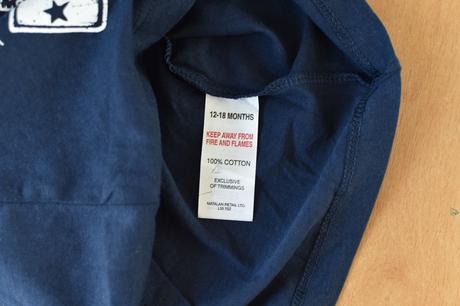 12-18 MONTHS
KEEP AWAY FROM
FIRE AND FLAMES
100% COTTON
EXCLUSIVE
OF TRIMMINGS
MATALAN RETAIL LTD.